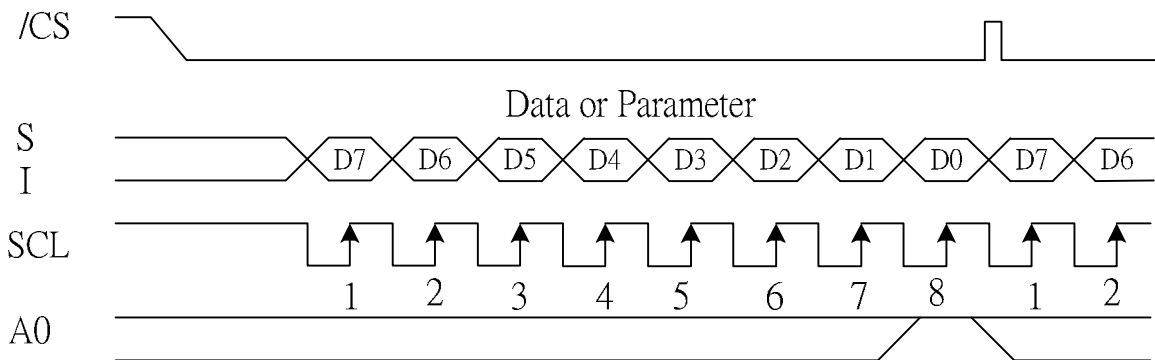 /CS
Data or Parameter
S
I
D7 D6 D5 D4 D3 D2 D1 D0 D7 D6
SCL
1 2 3 4 5 6 7 8 1 2
A0